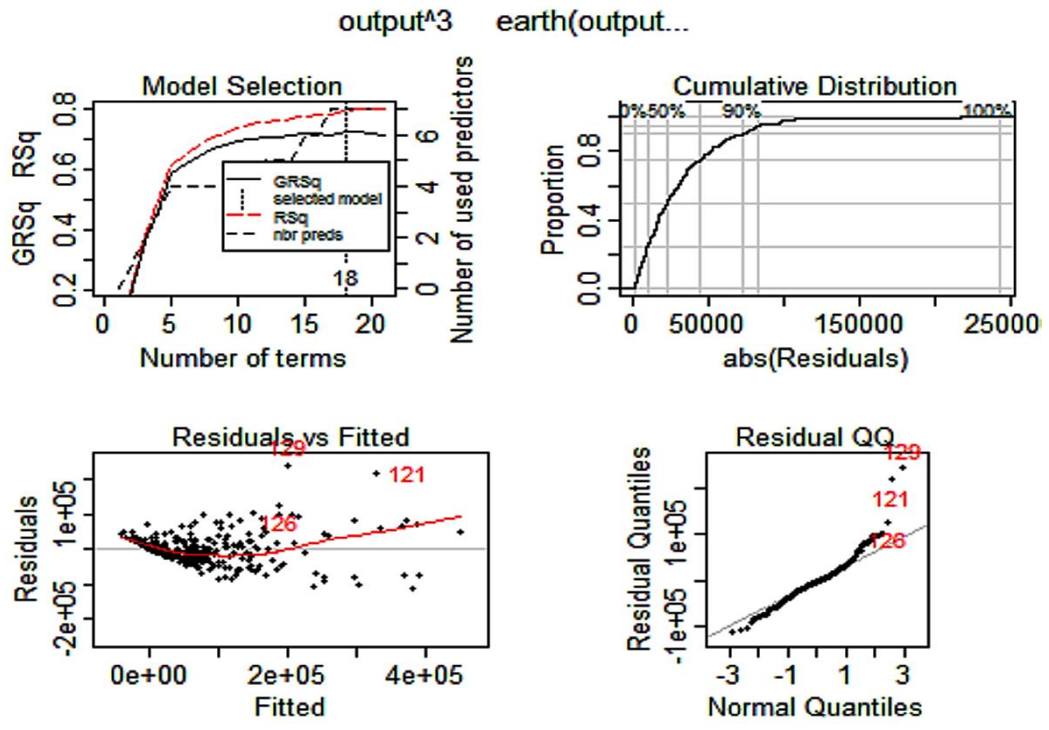 output^3 earth(output...
Model Selection
GRSq RSq
0.2 0.4 0.6 0.8
GRSq
selected model
RSq
nbr preds
18
0 2 4 6
Number of used predictors
0 5 10 15 20
Number of terms
Cumulative Distribution
0% 50% 90% 100%
Proportion
0.0 0.4 0.8
0 50000 150000 25000
abs(Residuals)
Residuals vs Fitted
129
121
126
Residuals
-2e+05 1e+05
0e+00 2e+05 4e+05
Fitted
Residual QQ
129
121
126
Residual Quantiles
-1e+05 1e+05
-3 -1 1 3
Normal Quantiles